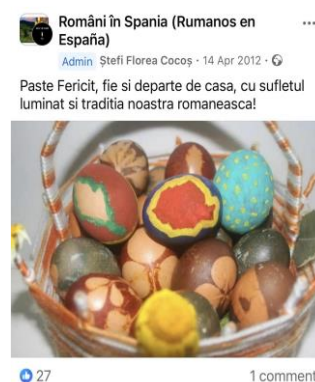 Români în Spania (Rumanos en
España)
Admin Ștefi Florea Cocoș · 14 Apr 2012 ·
Paste Fericit, fie si departe de casa, cu sufletul
luminat si traditia noastra romaneasca!
27
1 comment